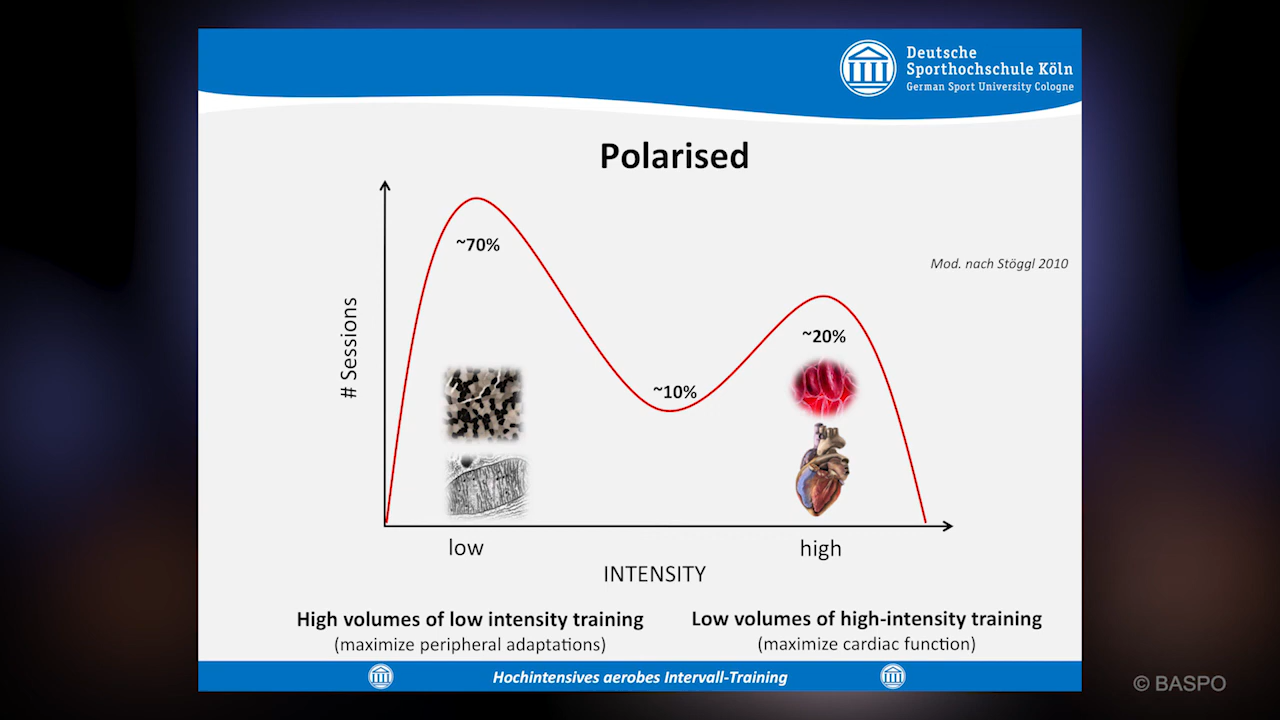 Deutsche
Sporthochschule Köln
German Sport University Cologne
Polarised
~70%
Mod. nach Stöggl 2010
# Sessions
~20%
~10%
low
high
INTENSITY
High volumes of low intensity training
(maximize peripheral adaptations)
Low volumes of high-intensity training
(maximize cardiac function)
Hochintensives aerobes Intervall-Training
© BASPO